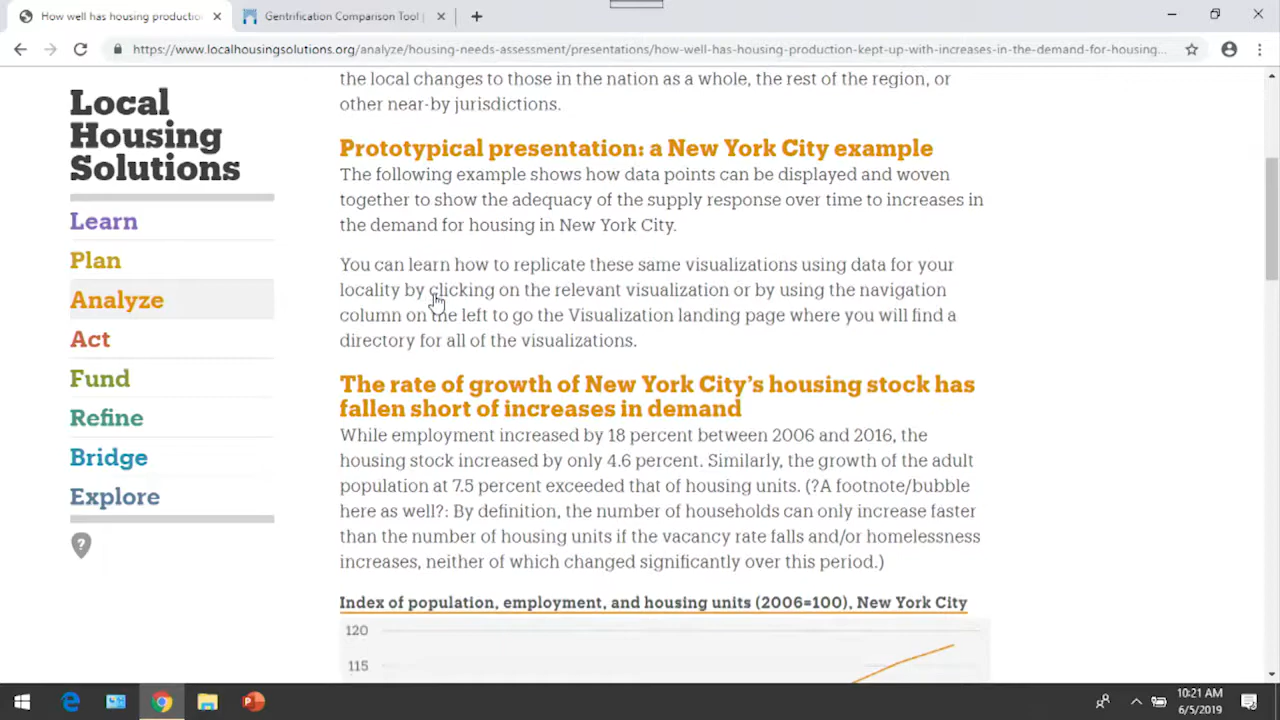 How well has housing productio
Gentrification Comparison Tool |
https://www.localhousingsolutions.org/analyze/housing-needs-assessment/presentations/how-well-has-housing-production-kept-up-with-increases-in-the-demand-for-housing...
Local
Housing
Solutions
Learn
Plan
Analyze
Act
Fund
Refine
Bridge
Explore
?
the local changes to those in the nation as a whole, the rest of the region, or
other near-by jurisdictions.
Prototypical presentation: a New York City example
The following example shows how data points can be displayed and woven
together to show the adequacy of the supply response over time to increases in
the demand for housing in New York City.
You can learn how to replicate these same visualizations using data for your
locality by clicking on the relevant visualization or by using the navigation
column on the left to go the Visualization landing page where you will find a
directory for all of the visualizations.
The rate of growth of New York City's housing stock has
fallen short of increases in demand
While employment increased by 18 percent between 2006 and 2016, the
housing stock increased by only 4.6 percent. Similarly, the growth of the adult
population at 7.5 percent exceeded that of housing units. (?A footnote/bubble
here as well?: By definition, the number of households can only increase faster
than the number of housing units if the vacancy rate falls and/or homelessness
increases, neither of which changed significantly over this period.)
Index of population, employment, and housing units (2006=100), New York City
120
115
10:21 AM
6/5/2019